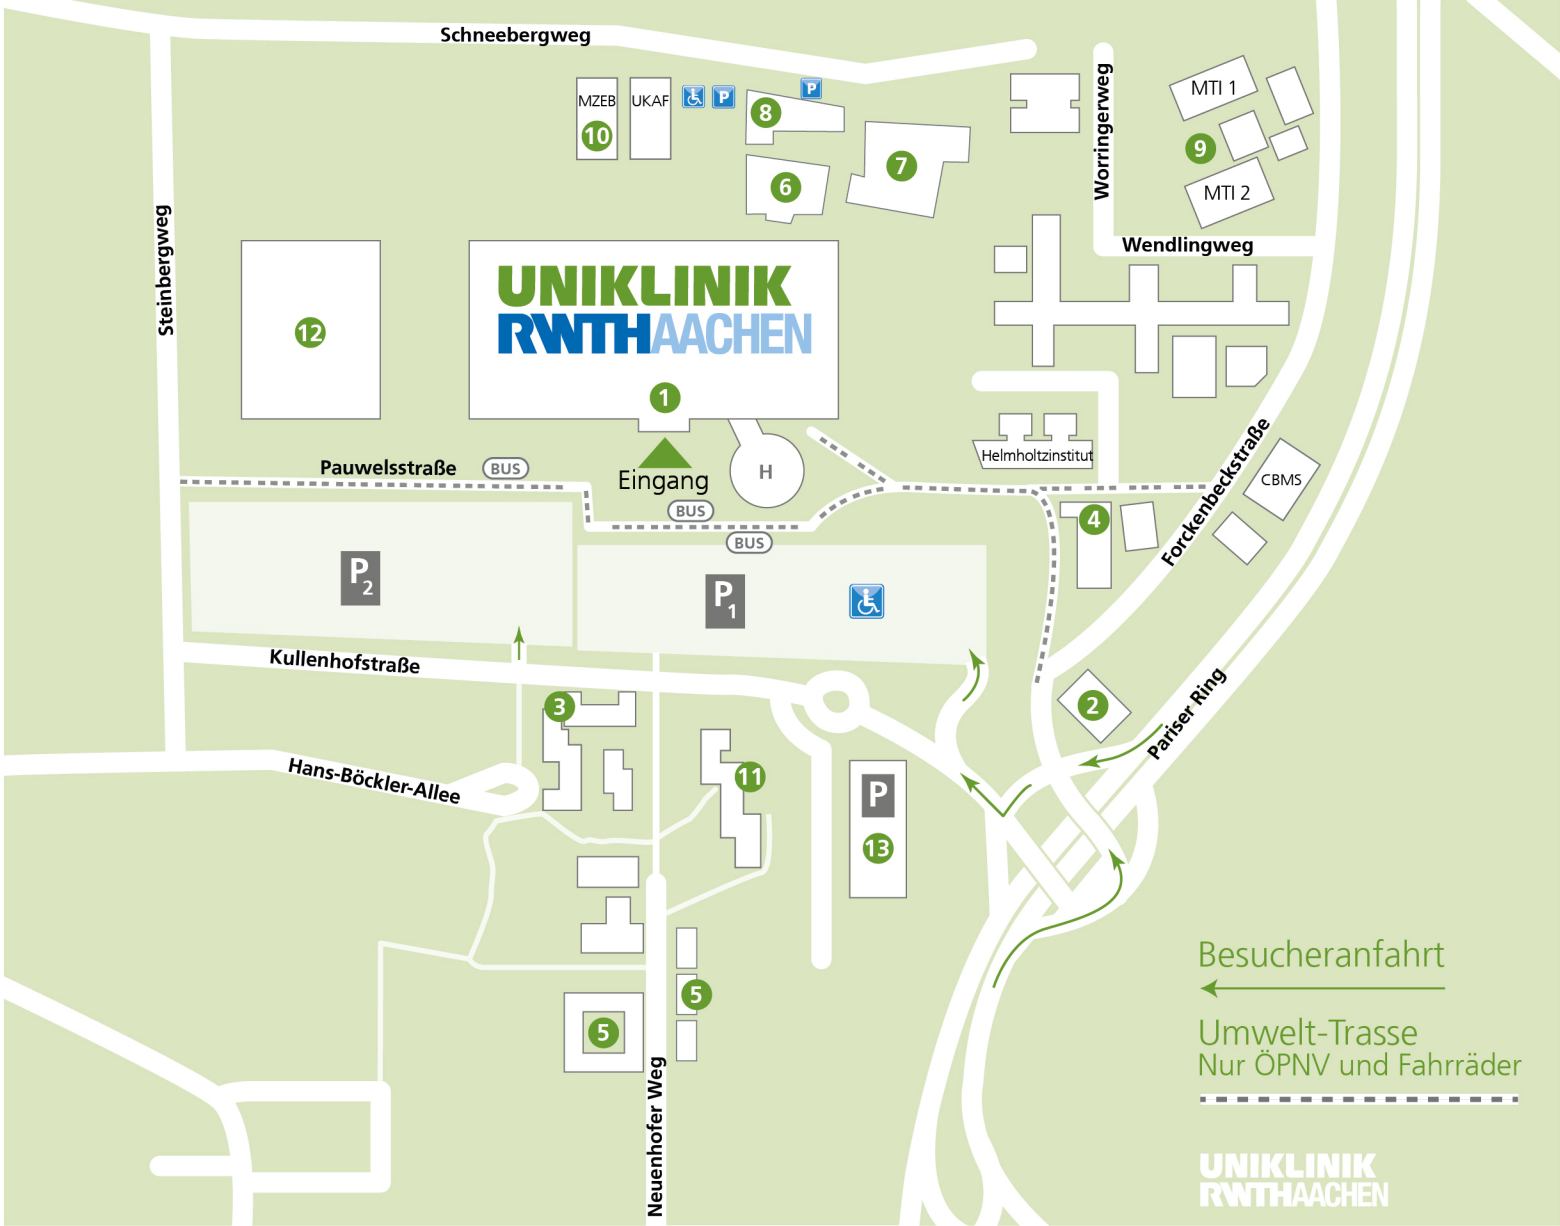 Schneebergweg
MZEB
UKAF
P
P
8
10
7
6
Worringerweg
MTI 1
9
MTI 2
Wendlingweg
Steinbergweg
12
UNIKLINIK
RWTHAACHEN
1
Eingang
H
Pauwelsstraße
BUS
BUS
BUS
Helmholtzinstitut
4
CBMS
Forckenbeckstraße
P2
P1
Kullenhofstraße
3
2
Pariser Ring
Hans-Böckler-Allee
11
P
13
5
5
Neuenhofer Weg
Besucheranfahrt
Umwelt-Trasse
Nur ÖPNV und Fahrräder
UNIKLINIK
RWTHAACHEN